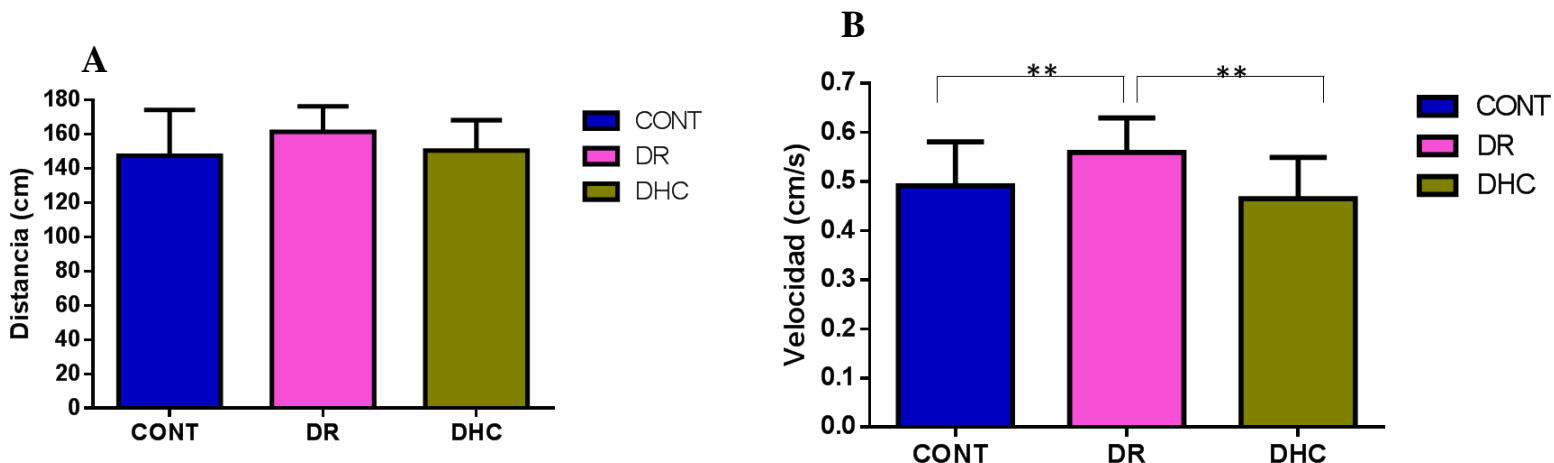 A
Distancia (cm)
180
160
140
120
100
80
60
40
20
0
CONT
DR
DHC
CONT
DR
DHC
B
Velocidad (cm/s)
0.7
0.6
0.5
0.4
0.3
0.2
0.1
0.0
**
**
CONT
DR
DHC
CONT
DR
DHC